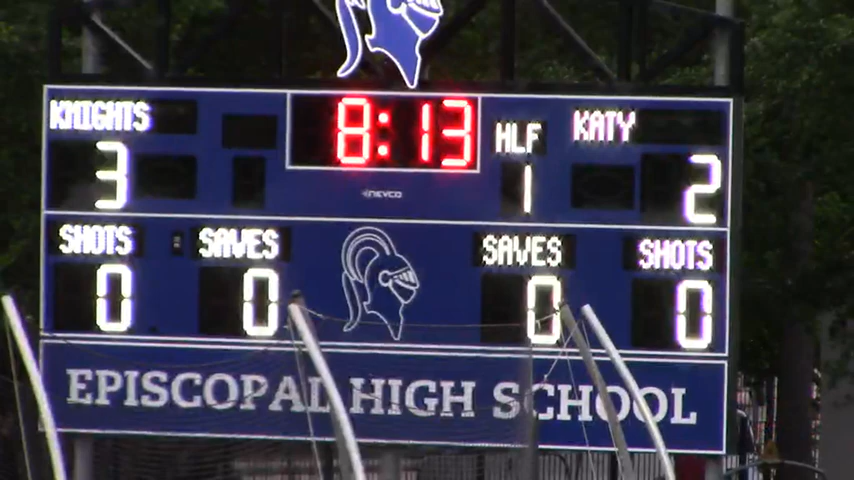 KNIGHTS 8:13 HLF KATY
3 1 2
NEVCO
SHOTS SAVES SAVES SHOTS
0 0 0 0
EPISCOPAL HIGH SCHOOL